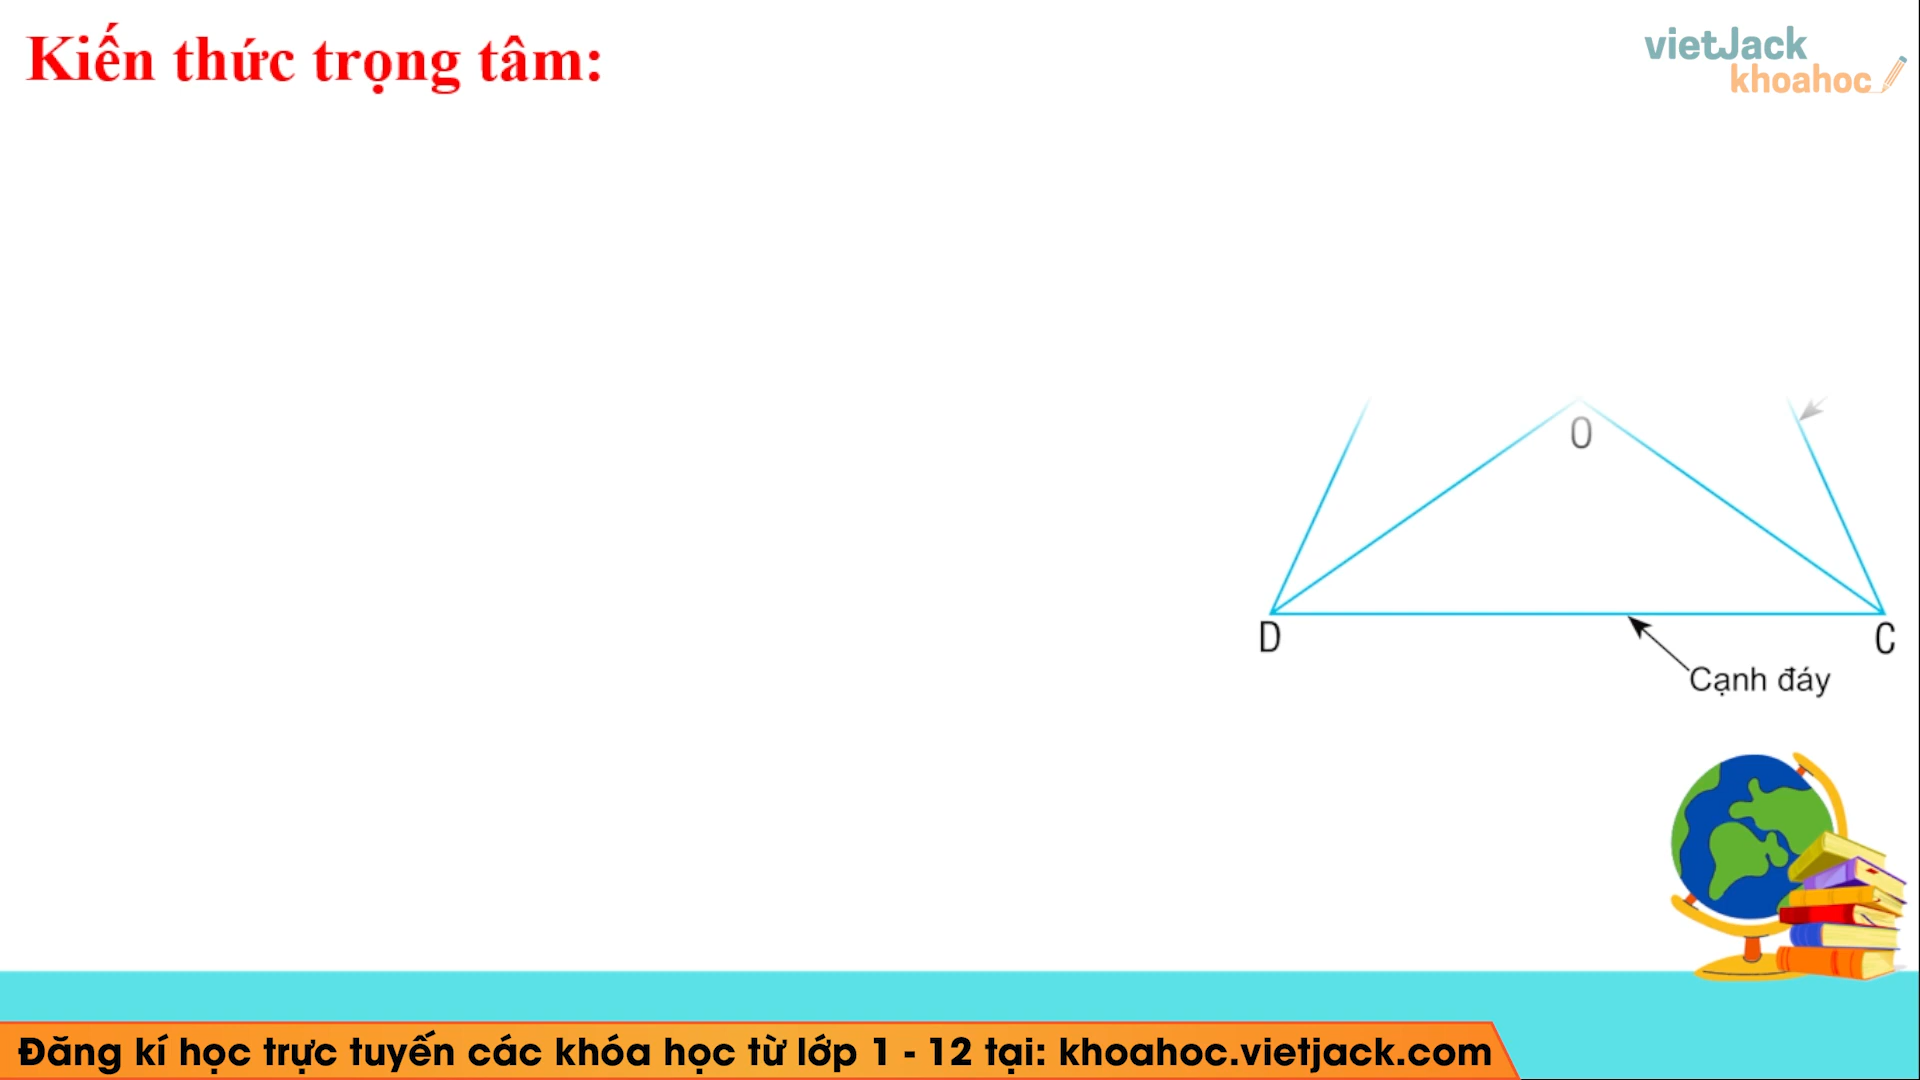 Kiến thức trọng tâm:
vietJack
khoahoc
O
D
C
Cạnh đáy
Đăng kí học trực tuyến các khóa học từ lớp 1 - 12 tại: khoahoc.vietjack.com